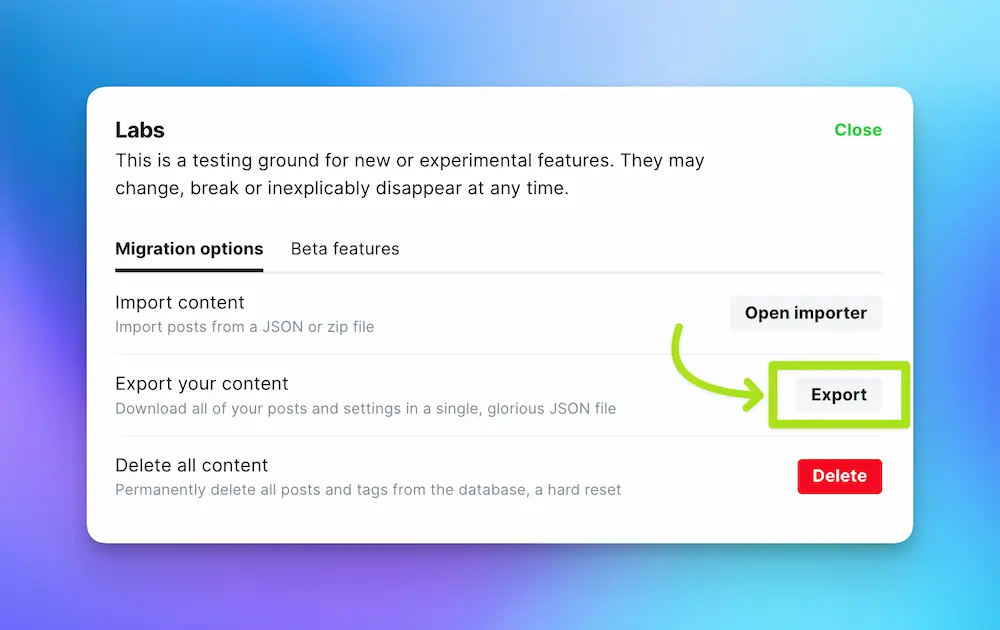 Labs
Close
This is a testing ground for new or experimental features. They may
change, break or inexplicably disappear at any time.
Migration options
Beta features
Import content
Import posts from a JSON or zip file
Open importer
Export your content
Download all of your posts and settings in a single, glorious JSON file
Export
Delete all content
Permanently delete all posts and tags from the database, a hard reset
Delete